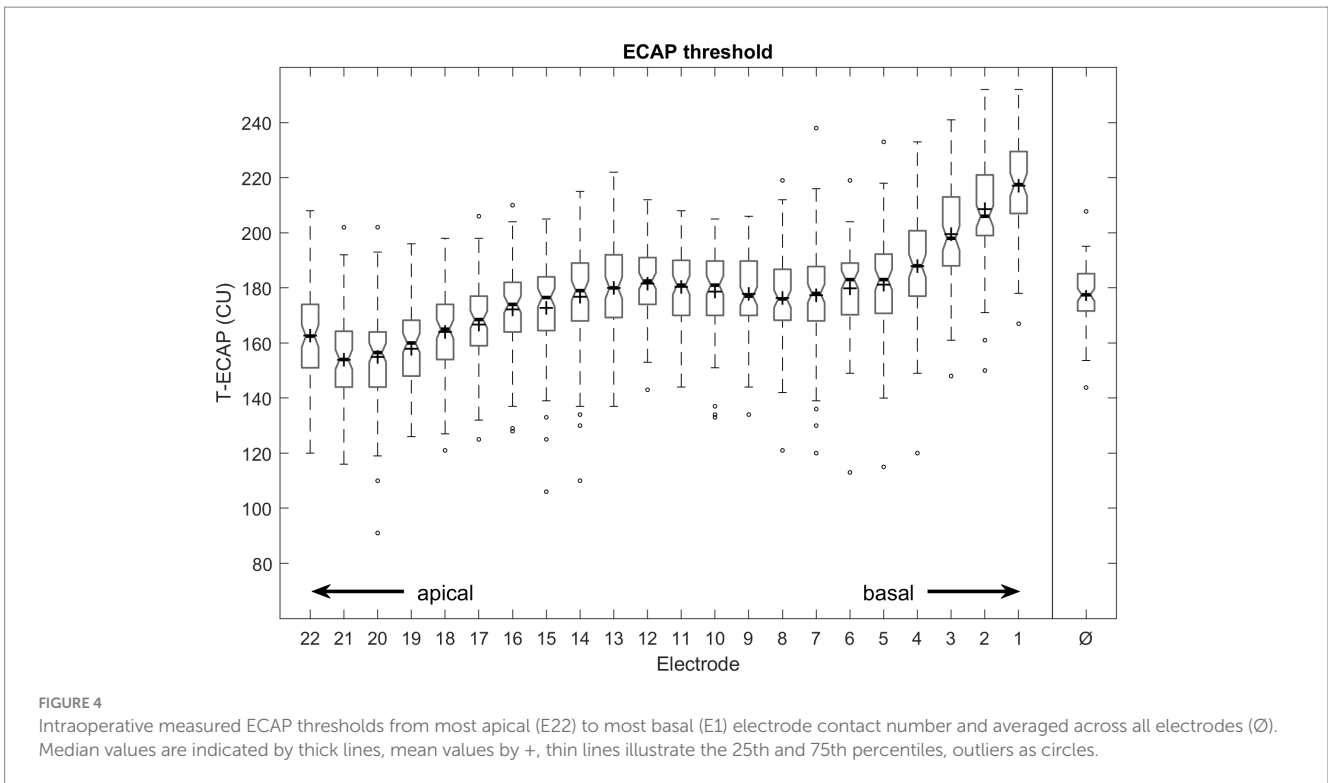 ECAP threshold
240
220
200
180
160
140
120
100
80
T-ECAP (CU)
apical
basal
22 21 20 19 18 17 16 15 14 13 12 11 10 9 8 7 6 5 4 3 2 1 Ø
Electrode
FIGURE 4
Intraoperative measured ECAP thresholds from most apical (E22) to most basal (E1) electrode contact number and averaged across all electrodes (Ø).
Median values are indicated by thick lines, mean values by +, thin lines illustrate the 25th and 75th percentiles, outliers as circles.